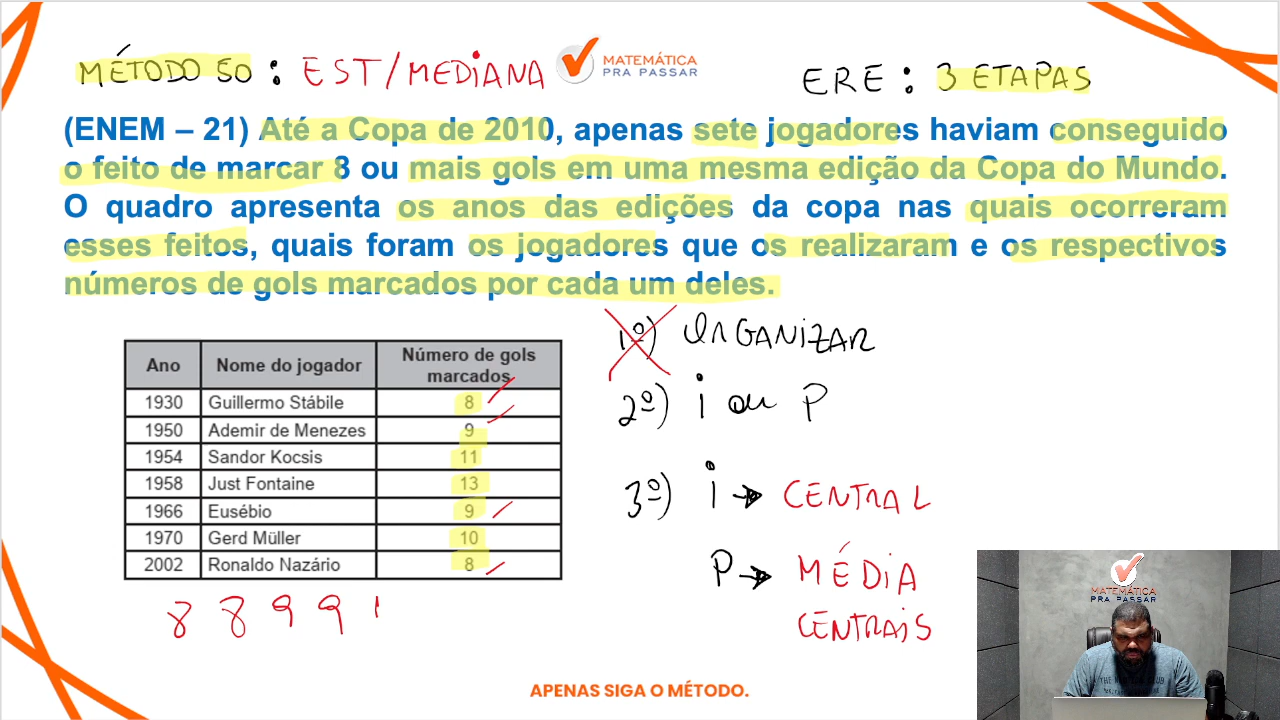 MÉTODO 50 : EST/MEDIANA
MATEMÁTICA
PRA PASSAR
ERE : 3 ETAPAS
(ENEM – 21) Até a Copa de 2010, apenas sete jogadores haviam conseguido
o feito de marcar 8 ou mais gols em uma mesma edição da Copa do Mundo.
O quadro apresenta os anos das edições da copa nas quais ocorreram
esses feitos, quais foram os jogadores que os realizaram e os respectivos
números de gols marcados por cada um deles.
Ano Nome do jogador Número de gols marcados
1930 Guillermo Stábile 8
1950 Ademir de Menezes 9
1954 Sandor Kocsis 11
1958 Just Fontaine 13
1966 Eusébio 9
1970 Gerd Müller 10
2002 Ronaldo Nazário 8
8 8 9 9 1
1º) ORGANIZAR
2º) i ou P
3º) i → CENTRAL
P → MÉDIA
CENTRAIS
MATEMÁTICA
PRA PASSAR
APENAS SIGA O MÉTODO.